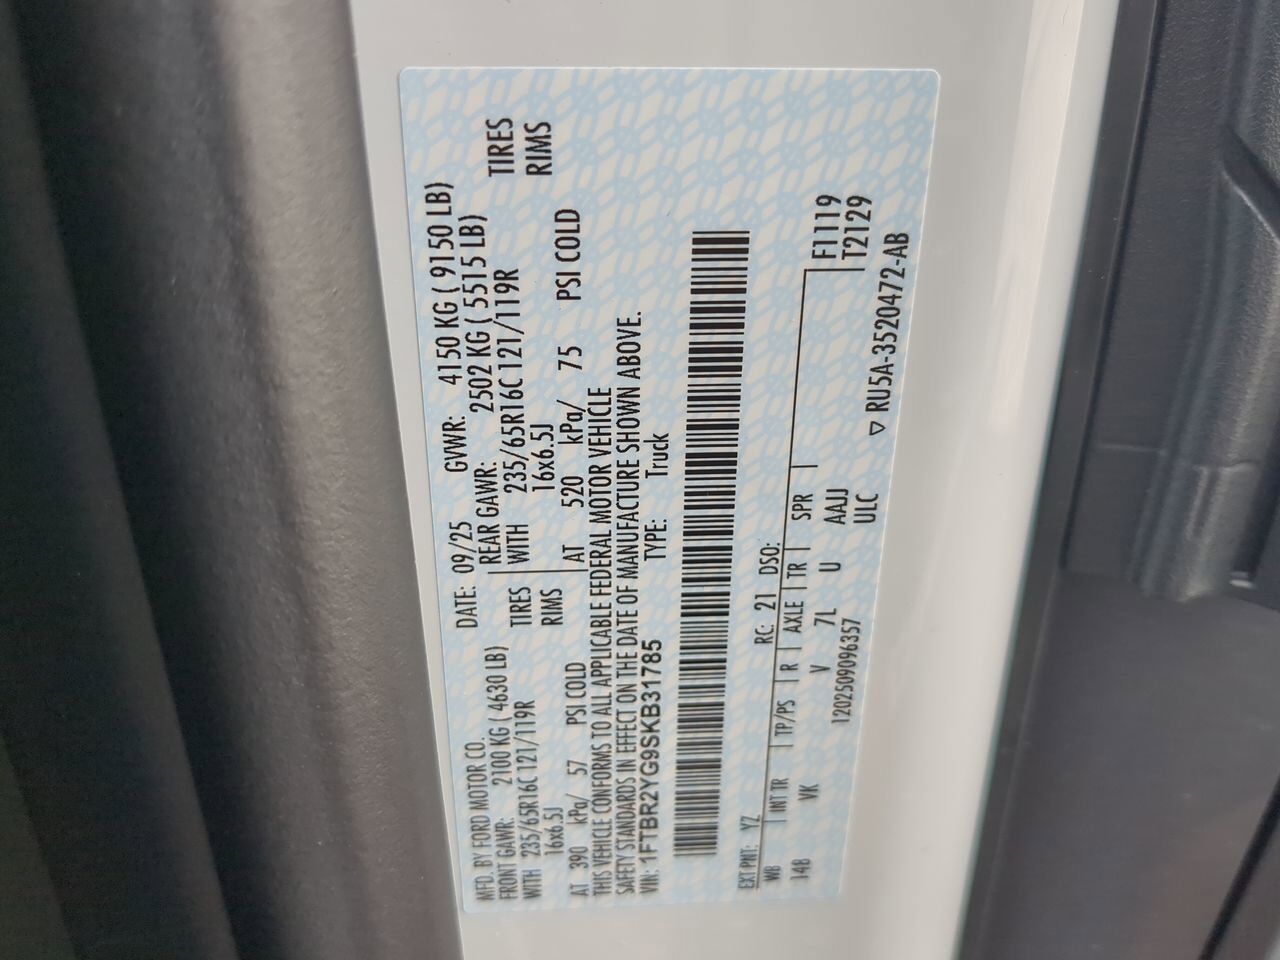 MFD. BY FORD MOTOR CO. DATE: 09/25 GVWR: 4150 KG ( 9150 LB)
FRONT GAWR: 2100 KG ( 4630 LB) REAR GAWR: 2502 KG ( 5515 LB)
WITH 235/65R16C 121/119R TIRES WITH 235/65R16C 121/119R TIRES
16x6.5J RIMS 16x6.5J RIMS
AT 390 kPa/ 57 PSI COLD AT 520 kPa/ 75 PSI COLD
THIS VEHICLE CONFORMS TO ALL APPLICABLE FEDERAL MOTOR VEHICLE
SAFETY STANDARDS IN EFFECT ON THE DATE OF MANUFACTURE SHOWN ABOVE.
VIN: 1FTBR2YG9SKB31785 TYPE: Truck
EXT PNT: YZ RC: 21 DSO:
WB INT TR TP/PS R AXLE TR SPR F1119
148 VK V 7L U AAJJ T2129
1202509096357 ULC ▽ RU5A-3520472-AB